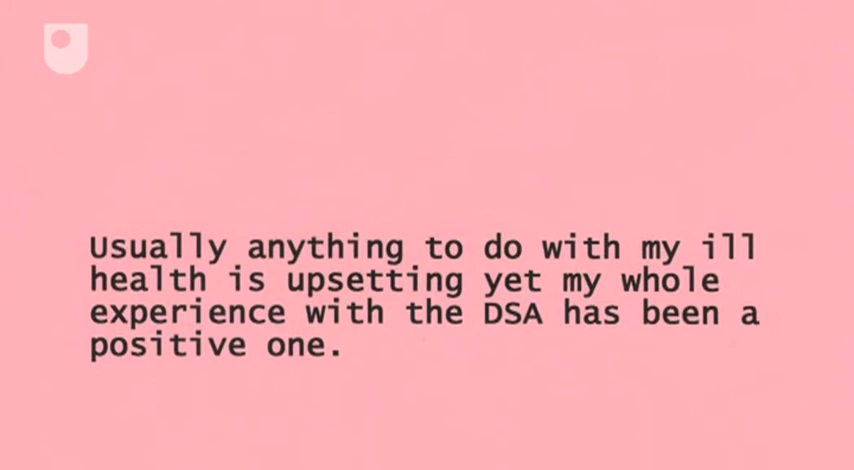 Usually anything to do with my ill
health is upsetting yet my whole
experience with the DSA has been a
positive one.